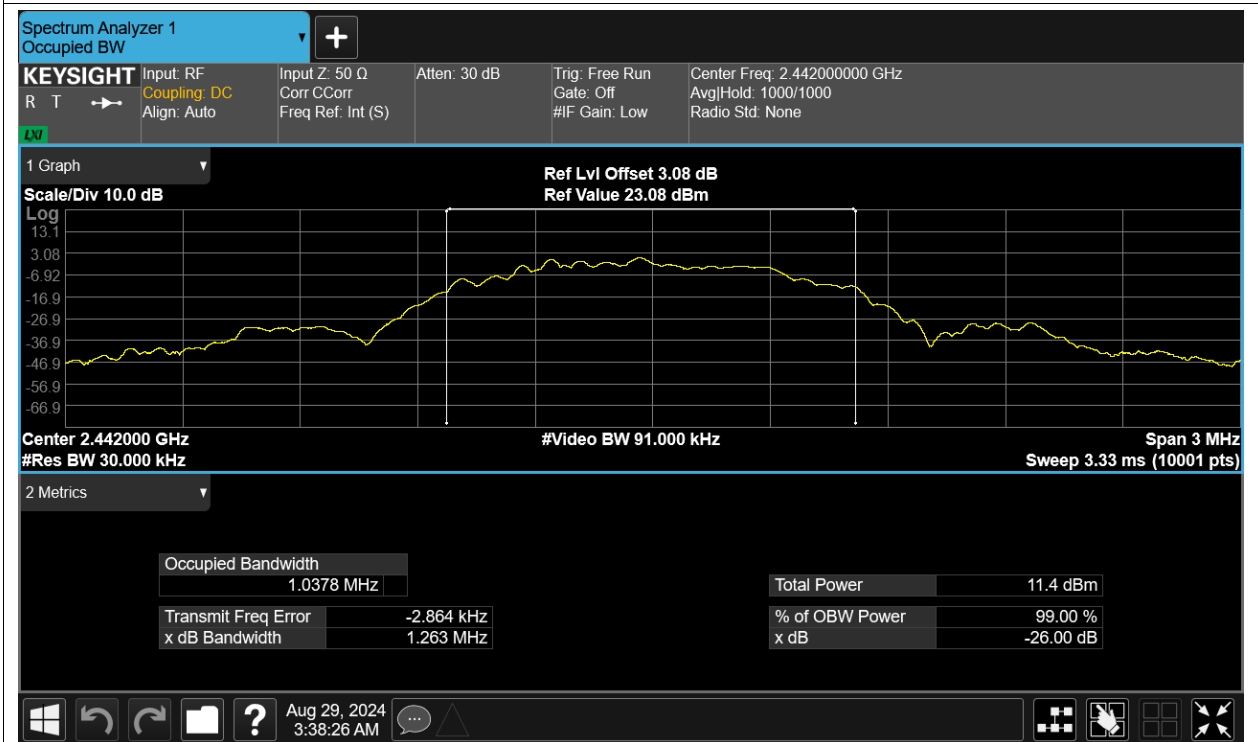 Spectrum Analyzer 1
Occupied BW
KEYSIGHT
R T
LXI
Input: RF
Coupling: DC
Align: Auto
Input Z: 50 Ω
Corr CCorr
Freq Ref: Int (S)
Atten: 30 dB
Trig: Free Run
Gate: Off
#IF Gain: Low
Center Freq: 2.442000000 GHz
Avg|Hold: 1000/1000
Radio Std: None
1 Graph
Scale/Div 10.0 dB
Ref Lvl Offset 3.08 dB
Ref Value 23.08 dBm
Log
13.1
3.08
-6.92
-16.9
-26.9
-36.9
-46.9
-56.9
-66.9
Center 2.442000 GHz
#Res BW 30.000 kHz
#Video BW 91.000 kHz
Span 3 MHz
Sweep 3.33 ms (10001 pts)
2 Metrics
Occupied Bandwidth
1.0378 MHz
Transmit Freq Error -2.864 kHz
x dB Bandwidth 1.263 MHz
Total Power 11.4 dBm
% of OBW Power 99.00 %
x dB -26.00 dB
?
Aug 29, 2024
3:38:26 AM